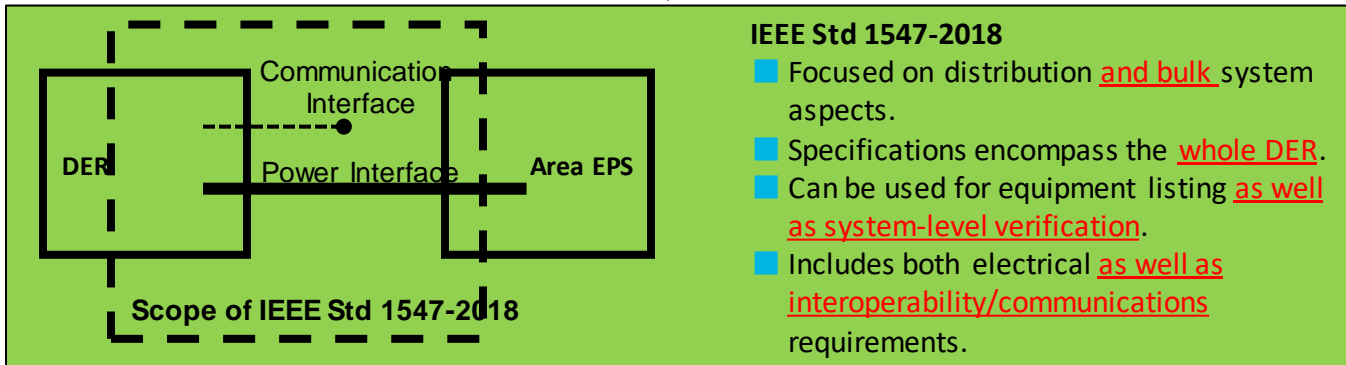 Communication
Interface
DER
Power Interface
Area EPS
Scope of IEEE Std 1547-2018
IEEE Std 1547-2018
Focused on distribution and bulk system
aspects.
Specifications encompass the whole DER.
Can be used for equipment listing as well
as system-level verification.
Includes both electrical as well as
interoperability/communications
requirements.